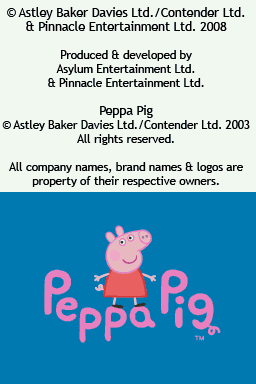 © Astley Baker Davies Ltd./Contender Ltd.
& Pinnacle Entertainment Ltd. 2008
Produced & developed by
Asylum Entertainment Ltd.
& Pinnacle Entertainment Ltd.
Peppa Pig
© Astley Baker Davies Ltd./Contender Ltd. 2003
All rights reserved.
All company names, brand names & logos are
property of their respective owners.
Peppa Pig
TM